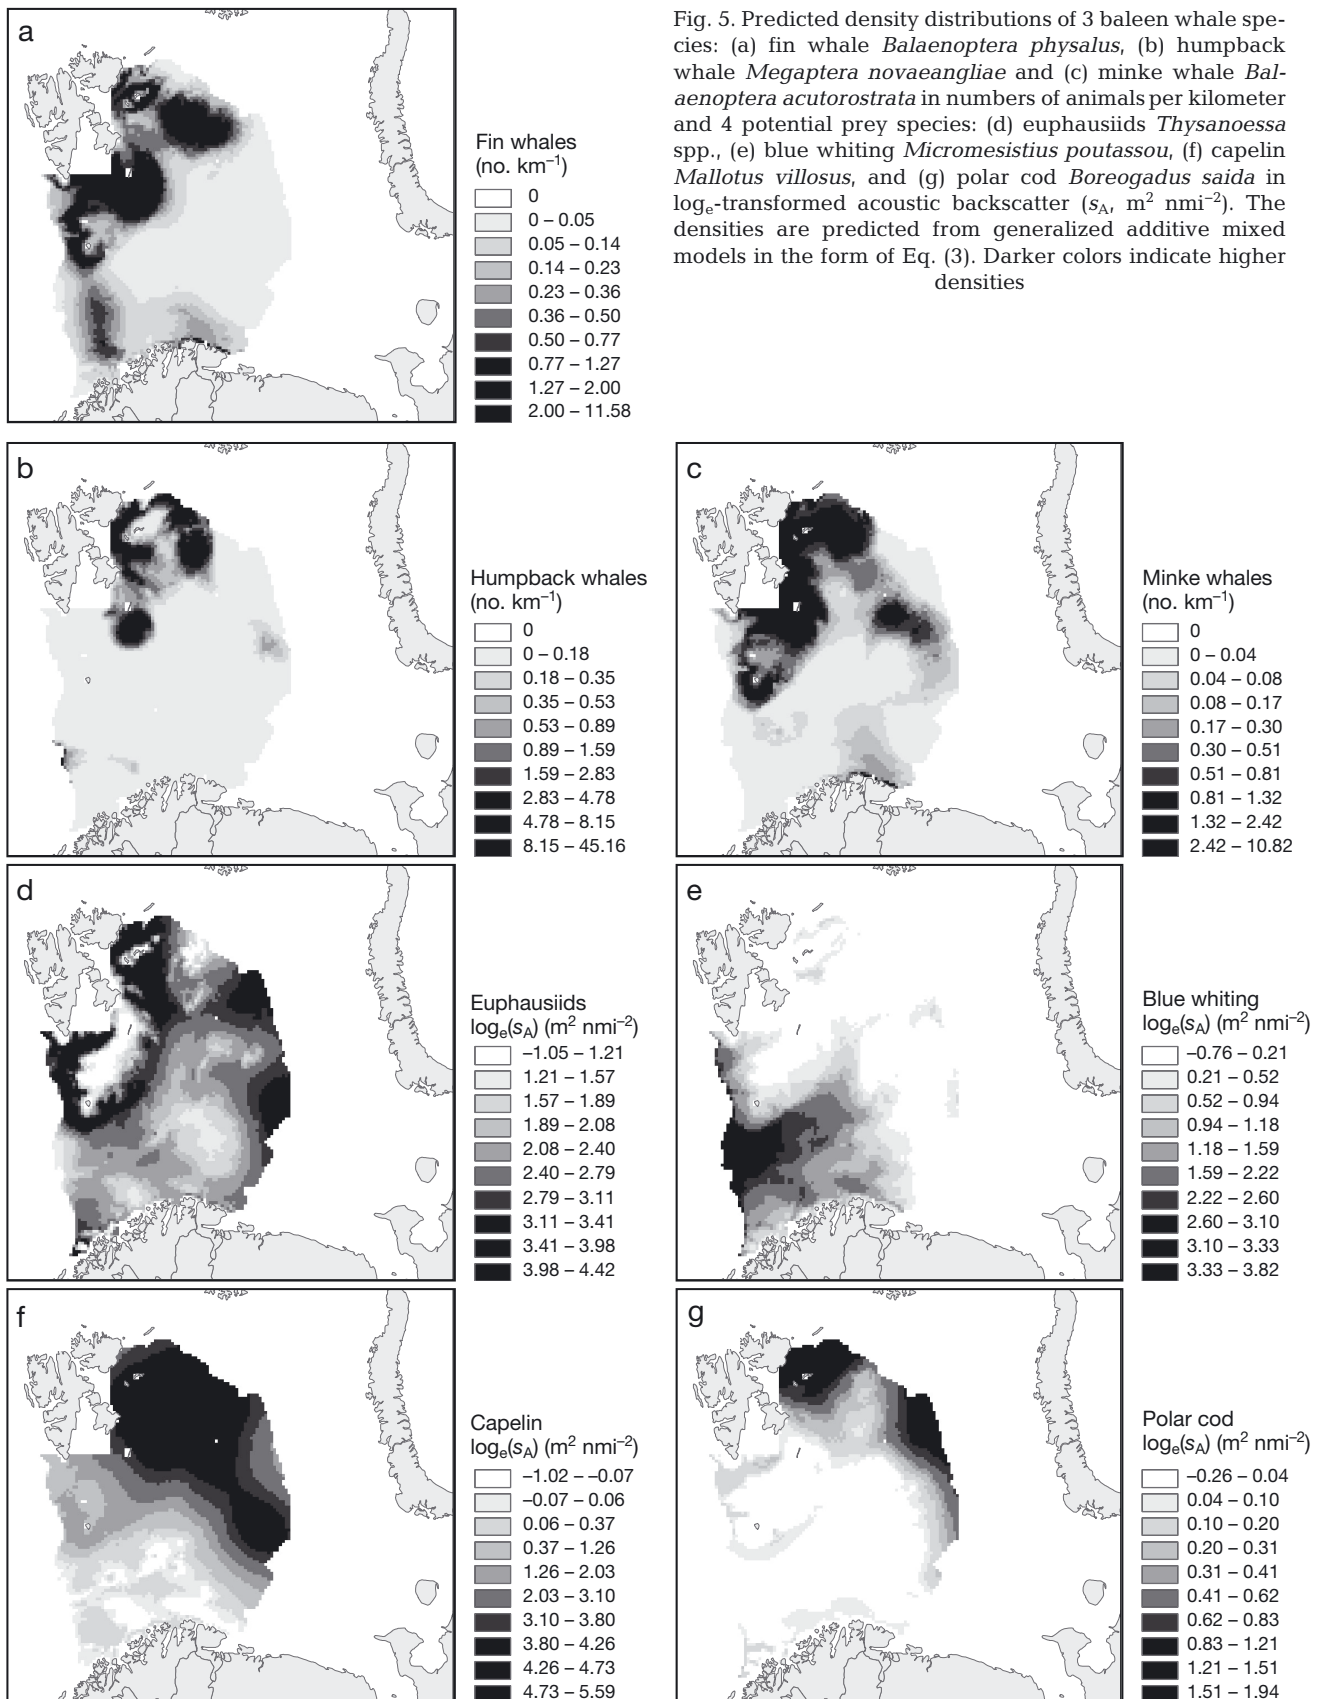 a
Fig. 5. Predicted density distributions of 3 baleen whale spe-
cies: (a) fin whale Balaenoptera physalus, (b) humpback
whale Megaptera novaeangliae and (c) minke whale Bal-
aenoptera acutorostrata in numbers of animals per kilometer
and 4 potential prey species: (d) euphausiids Thysanoessa
spp., (e) blue whiting Micromesistius poutassou, (f) capelin
Mallotus villosus, and (g) polar cod Boreogadus saida in
logₑ-transformed acoustic backscatter (s_A, m² nmi⁻²). The
densities are predicted from generalized additive mixed
models in the form of Eq. (3). Darker colors indicate higher
densities
Fin whales
(no. km⁻¹)
0
0 – 0.05
0.05 – 0.14
0.14 – 0.23
0.23 – 0.36
0.36 – 0.50
0.50 – 0.77
0.77 – 1.27
1.27 – 2.00
2.00 – 11.58
b
Humpback whales
(no. km⁻¹)
0
0 – 0.18
0.18 – 0.35
0.35 – 0.53
0.53 – 0.89
0.89 – 1.59
1.59 – 2.83
2.83 – 4.78
4.78 – 8.15
8.15 – 45.16
c
Minke whales
(no. km⁻¹)
0
0 – 0.04
0.04 – 0.08
0.08 – 0.17
0.17 – 0.30
0.30 – 0.51
0.51 – 0.81
0.81 – 1.32
1.32 – 2.42
2.42 – 10.82
d
Euphausiids
logₑ(s_A) (m² nmi⁻²)
–1.05 – 1.21
1.21 – 1.57
1.57 – 1.89
1.89 – 2.08
2.08 – 2.40
2.40 – 2.79
2.79 – 3.11
3.11 – 3.41
3.41 – 3.98
3.98 – 4.42
e
Blue whiting
logₑ(s_A) (m² nmi⁻²)
–0.76 – 0.21
0.21 – 0.52
0.52 – 0.94
0.94 – 1.18
1.18 – 1.59
1.59 – 2.22
2.22 – 2.60
2.60 – 3.10
3.10 – 3.33
3.33 – 3.82
f
Capelin
logₑ(s_A) (m² nmi⁻²)
–1.02 – –0.07
–0.07 – 0.06
0.06 – 0.37
0.37 – 1.26
1.26 – 2.03
2.03 – 3.10
3.10 – 3.80
3.80 – 4.26
4.26 – 4.73
4.73 – 5.59
g
Polar cod
logₑ(s_A) (m² nmi⁻²)
–0.26 – 0.04
0.04 – 0.10
0.10 – 0.20
0.20 – 0.31
0.31 – 0.41
0.41 – 0.62
0.62 – 0.83
0.83 – 1.21
1.21 – 1.51
1.51 – 1.94